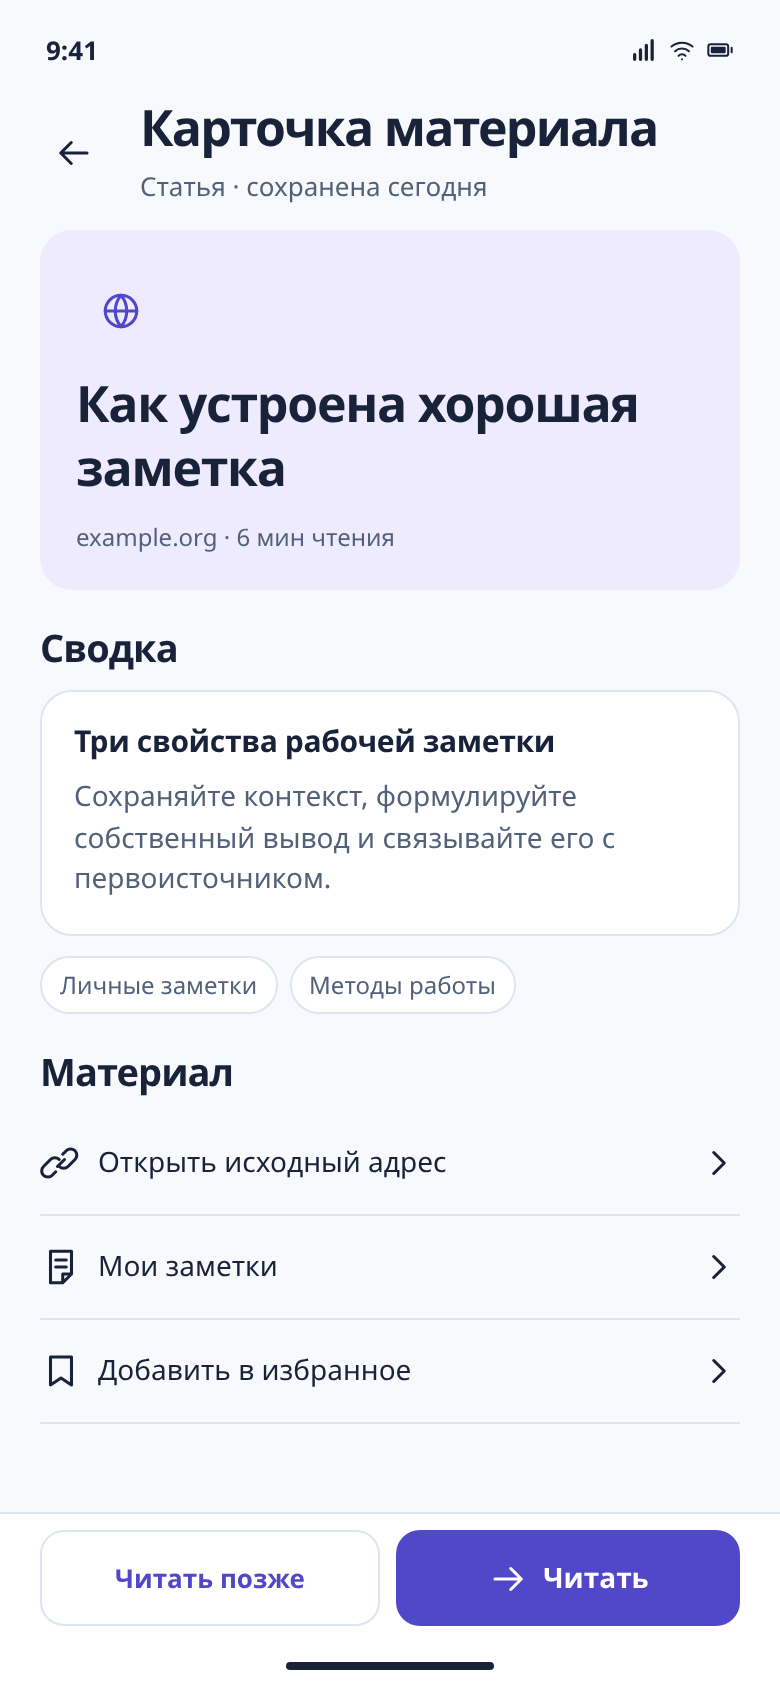 9:41
Карточка материала
Статья · сохранена сегодня
Как устроена хорошая
заметка
example.org · 6 мин чтения
Сводка
Три свойства рабочей заметки
Сохраняйте контекст, формулируйте
собственный вывод и связывайте его с
первоисточником.
Личные заметки
Методы работы
Материал
Открыть исходный адрес
Мои заметки
Добавить в избранное
Читать позже
Читать